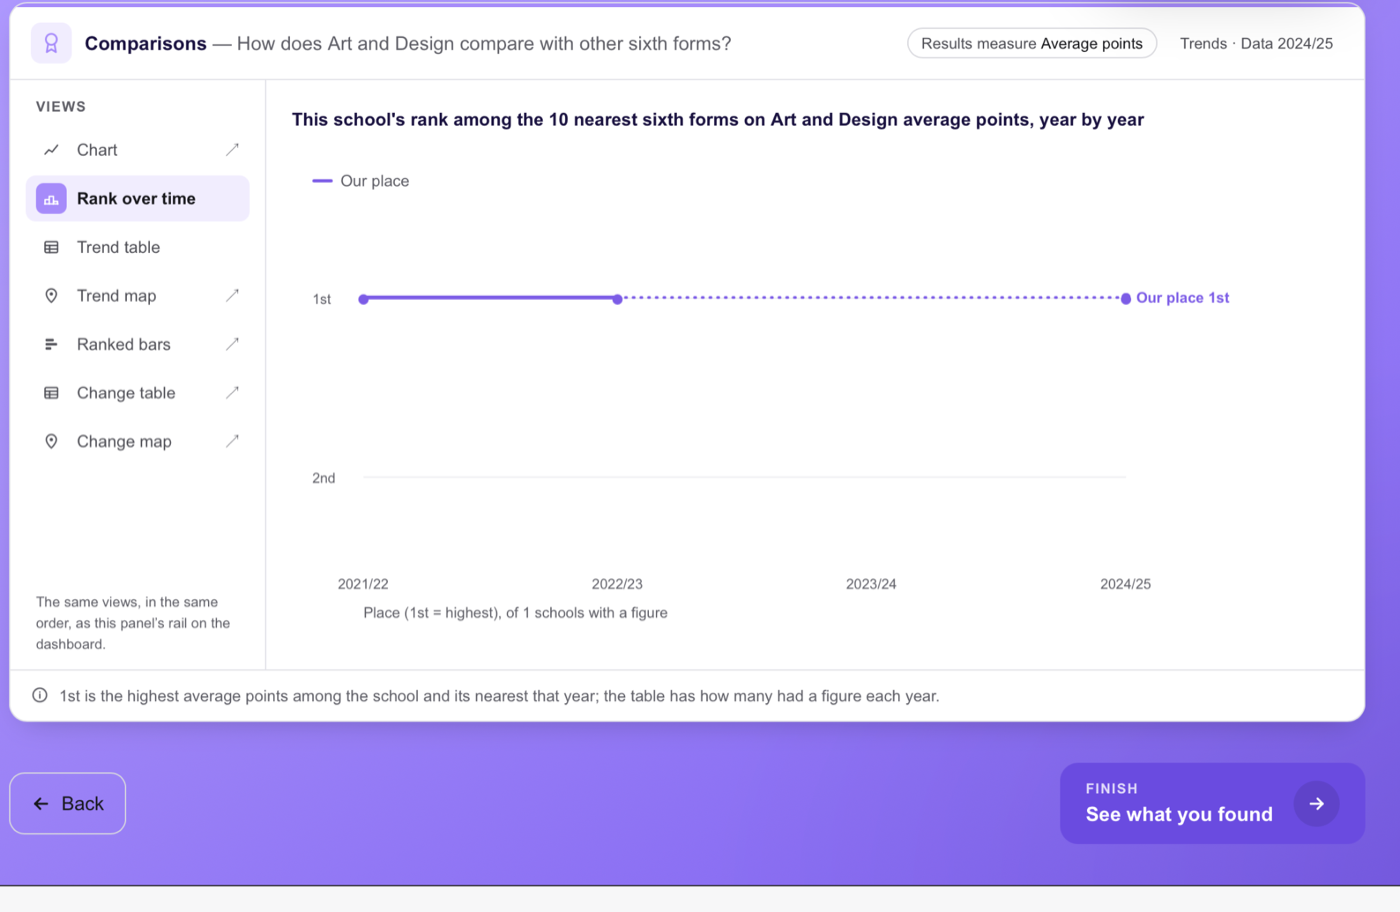 Comparisons — How does Art and Design compare with other sixth forms?
Results measure Average points
Trends · Data 2024/25
VIEWS
Chart
Rank over time
Trend table
Trend map
Ranked bars
Change table
Change map
The same views, in the same
order, as this panel's rail on the
dashboard.
This school's rank among the 10 nearest sixth forms on Art and Design average points, year by year
Our place
1st
Our place 1st
2nd
2021/22
2022/23
2023/24
2024/25
Place (1st = highest), of 1 schools with a figure
1st is the highest average points among the school and its nearest that year; the table has how many had a figure each year.
Back
FINISH
See what you found